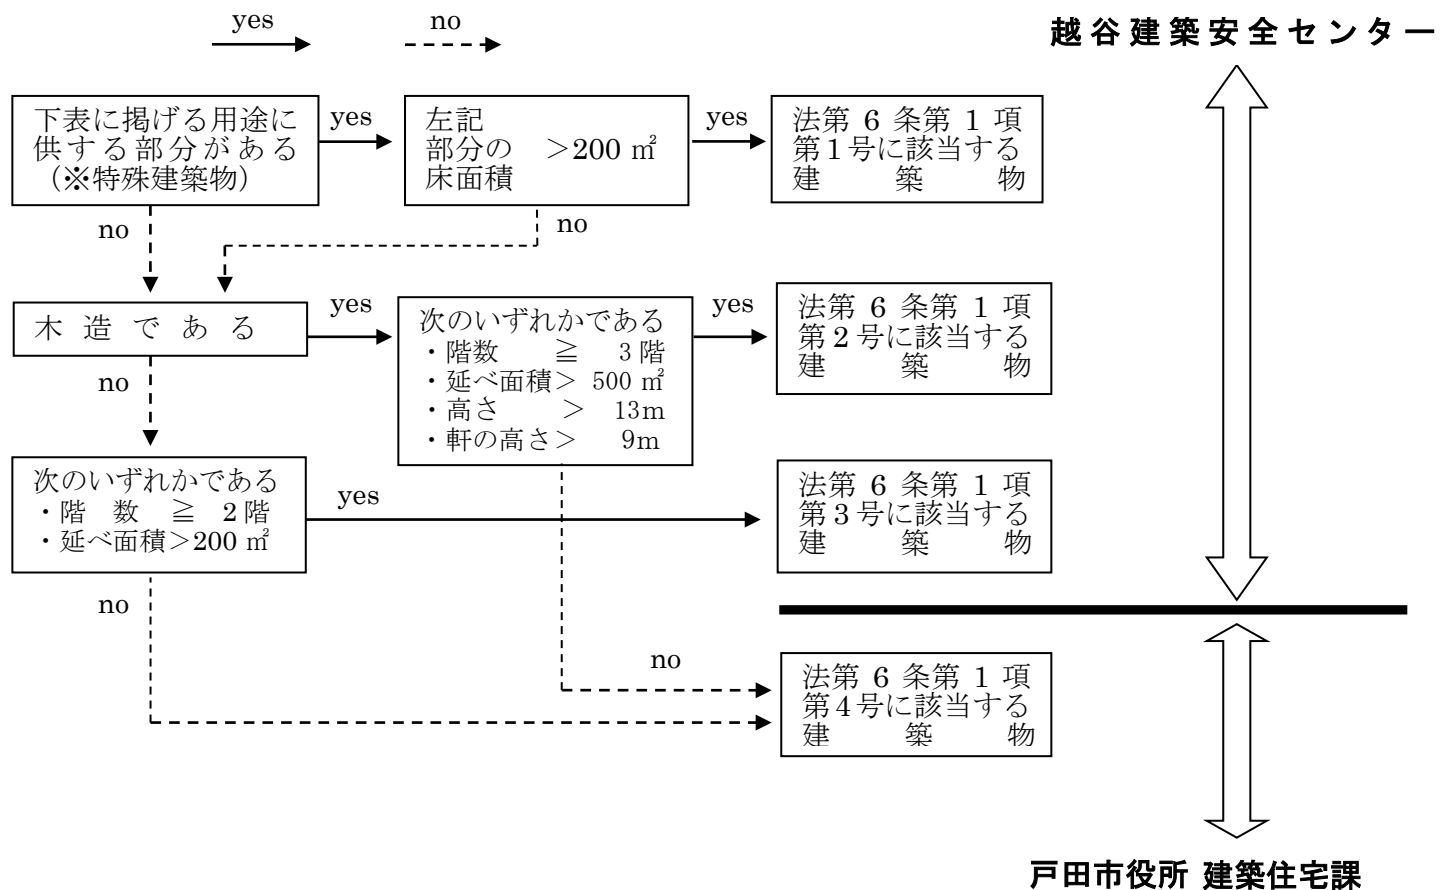 yes
no
越谷建築安全センター
下表に掲げる用途に
供する部分がある
（※特殊建築物）
yes
左記
部分の　＞200 ㎡
床面積
yes
法第 6 条第 1 項
第1号に該当する
建築物
no
no
木造である
yes
次のいずれかである
・階数　≧　3階
・延べ面積＞ 500 ㎡
・高さ　＞　13m
・軒の高さ＞　9m
yes
法第 6 条第 1 項
第2号に該当する
建築物
no
次のいずれかである
・階　数　≧　2階
・延べ面積＞200 ㎡
yes
法第 6 条第 1 項
第3号に該当する
建築物
no
no
法第 6 条第 1 項
第4号に該当する
建築物
戸田市役所 建築住宅課